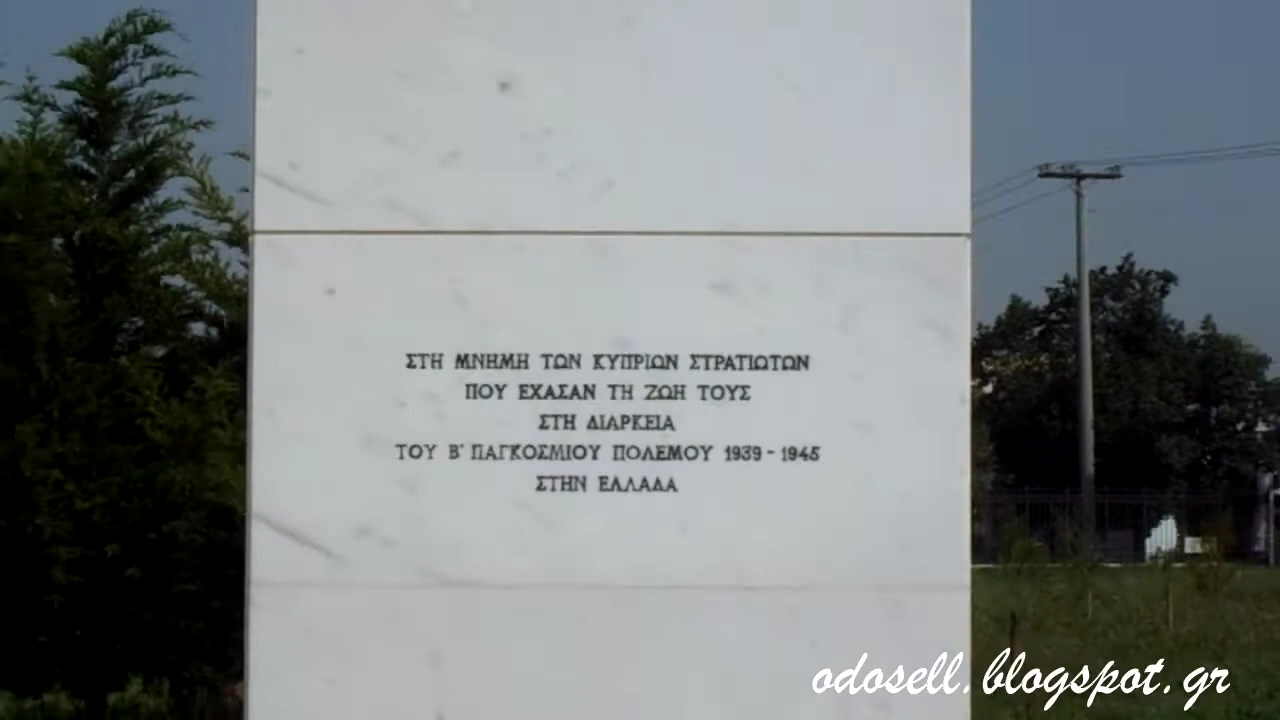 ΣΤΗ ΜΝΗΜΗ ΤΩΝ ΚΥΠΡΙΩΝ ΣΤΡΑΤΙΩΤΩΝ
ΠΟΥ ΕΧΑΣΑΝ ΤΗ ΖΩΗ ΤΟΥΣ
ΣΤΗ ΔΙΑΡΚΕΙΑ
ΤΟΥ Β' ΠΑΓΚΟΣΜΙΟΥ ΠΟΛΕΜΟΥ 1939 - 1945
ΣΤΗΝ ΕΛΛΑΔΑ
odosell.blogspot.gr